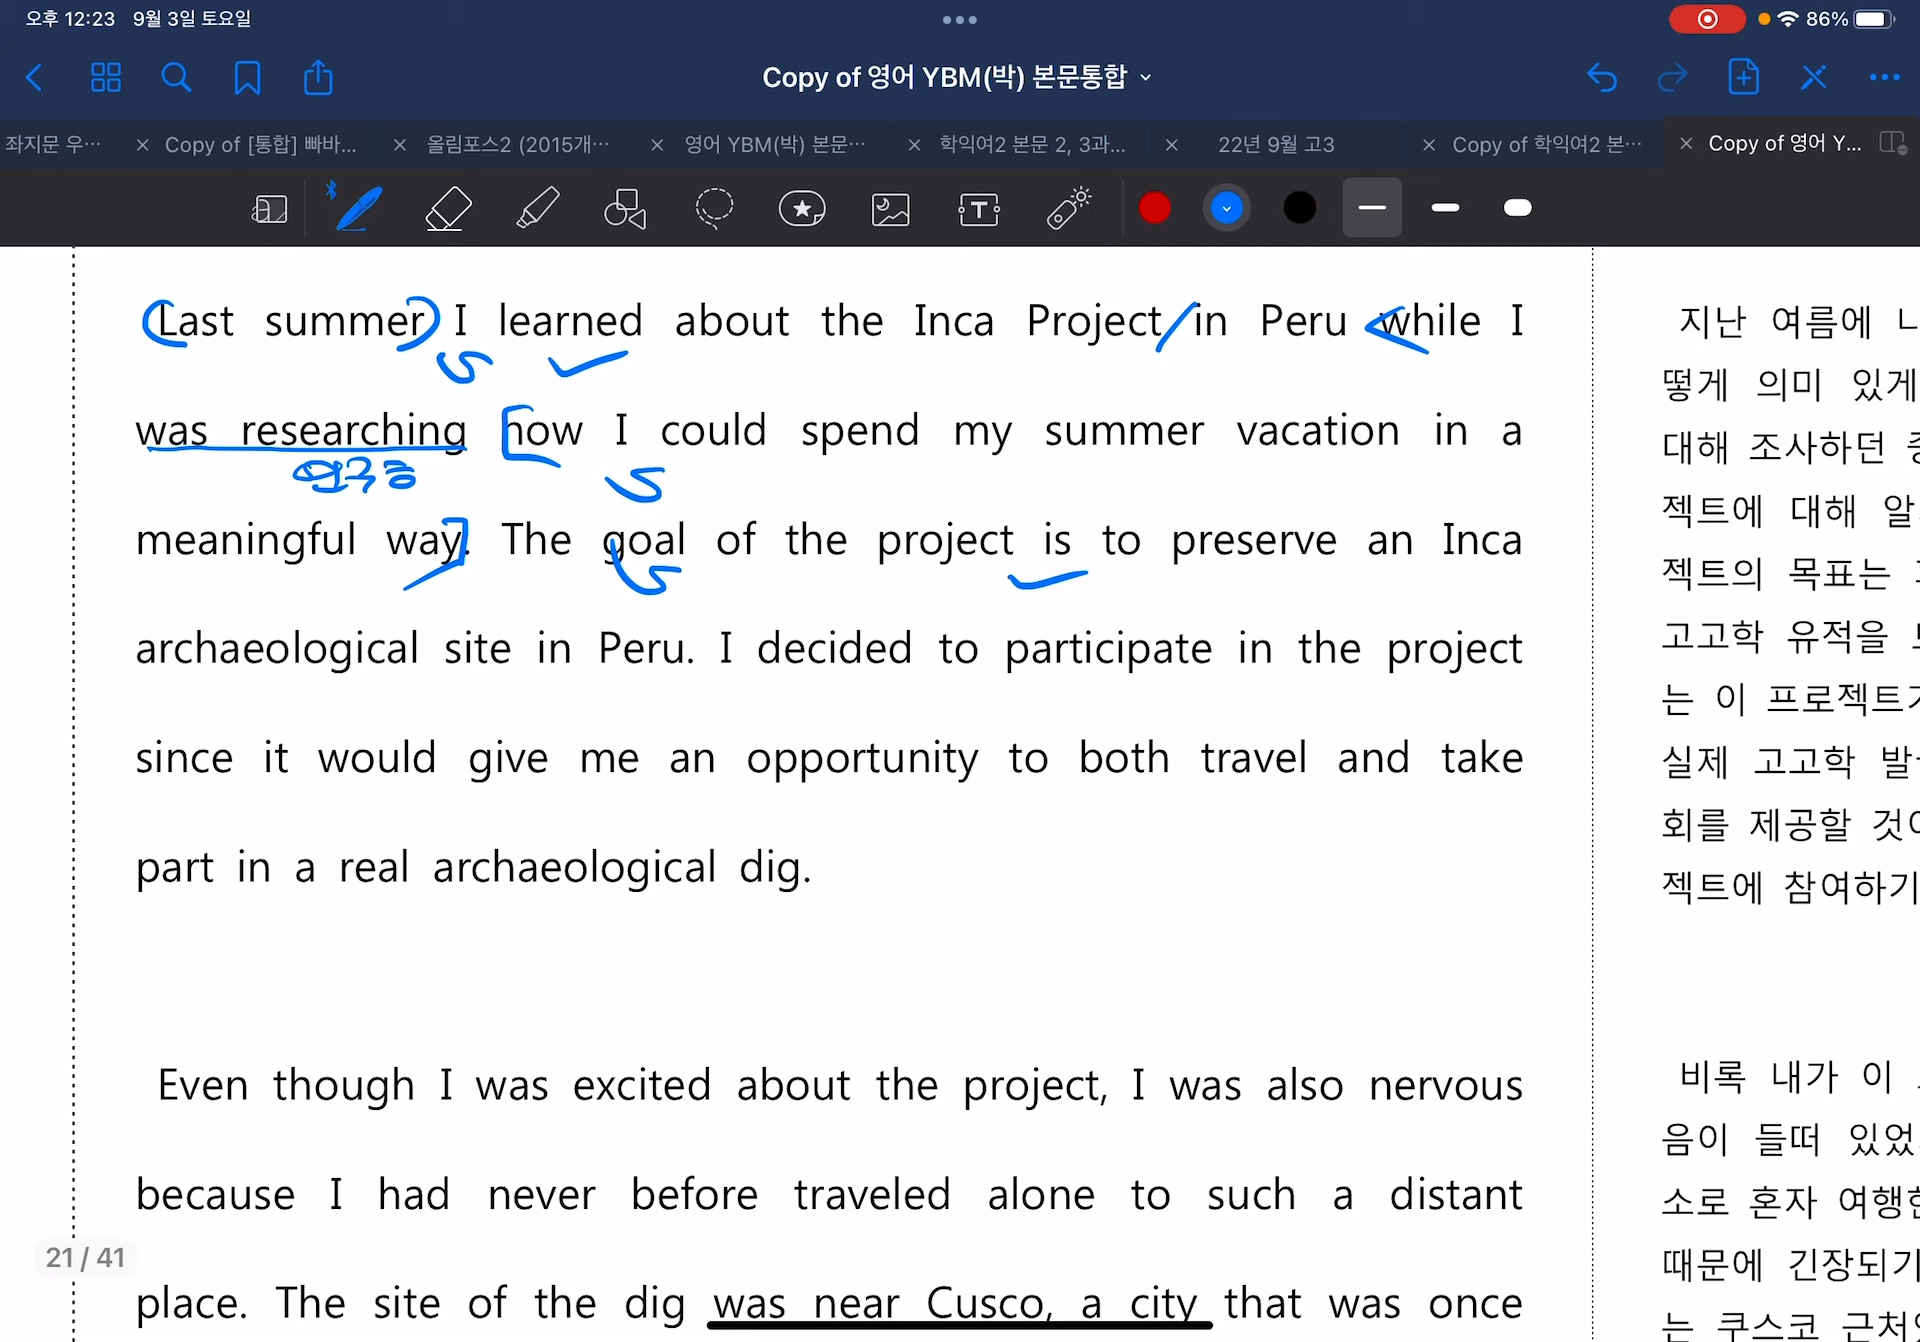 오후 12:23 9월 3일 토요일
86%
Copy of 영어 YBM(박) 본문통합
좌지문 우… Copy of [통합] 빠바… 올림포스2 (2015개… 영어 YBM(박) 본문… 학익여2 본문 2, 3과… 22년 9월 고3 Copy of 학익여2 본… Copy of 영어 Y…
Last summer I learned about the Inca Project in Peru while I
S
was researching how I could spend my summer vacation in a
연구중 S
meaningful way. The goal of the project is to preserve an Inca
S
archaeological site in Peru. I decided to participate in the project
since it would give me an opportunity to both travel and take
part in a real archaeological dig.
Even though I was excited about the project, I was also nervous
because I had never before traveled alone to such a distant
place. The site of the dig was near Cusco, a city that was once
21 / 41
지난 여름에
떻게 의미 있게
대해 조사하던
젝트에 대해 알
젝트의 목표는
고고학 유적을
는 이 프로젝트가
실제 고고학
회를 제공할
젝트에 참여하기
비록 내가 이
음이 들떠 있었
소로 혼자
때문에 긴장되기
는 쿠스코